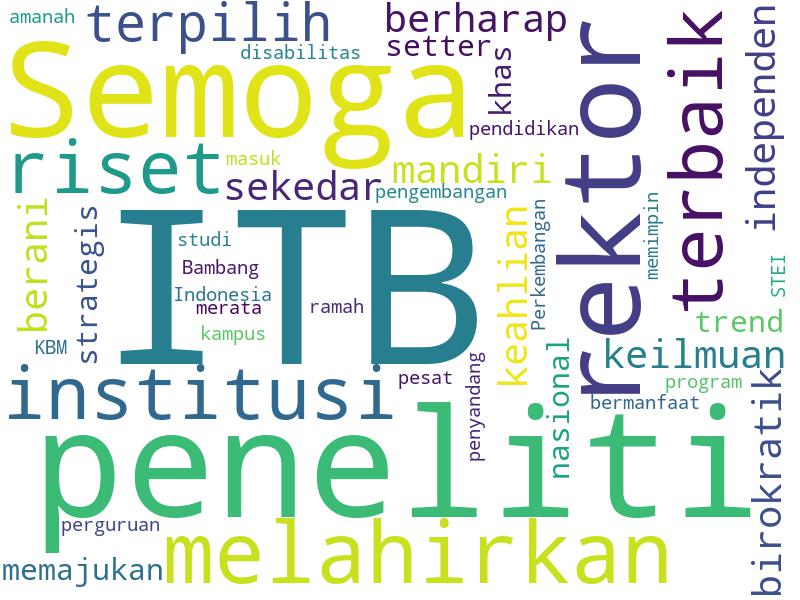 amanah
terpilih
berharap
disabilitas
setter
Semoga
khas
pendidikan
rektor
terbaik
independen
riset
masuk
mandiri
sekedar
pengembangan
berani
strategis
ITB
studi
Bambang
Indonesia
merata
ramah
kampus
keahlian
Perkembangan
memimpin
STEI
trend
KBM
keilmuan
institusi
pesat
penyandang
nasional
program
bermanfaat
birokratik
peneliti
perguruan
melahirkan
memajukan